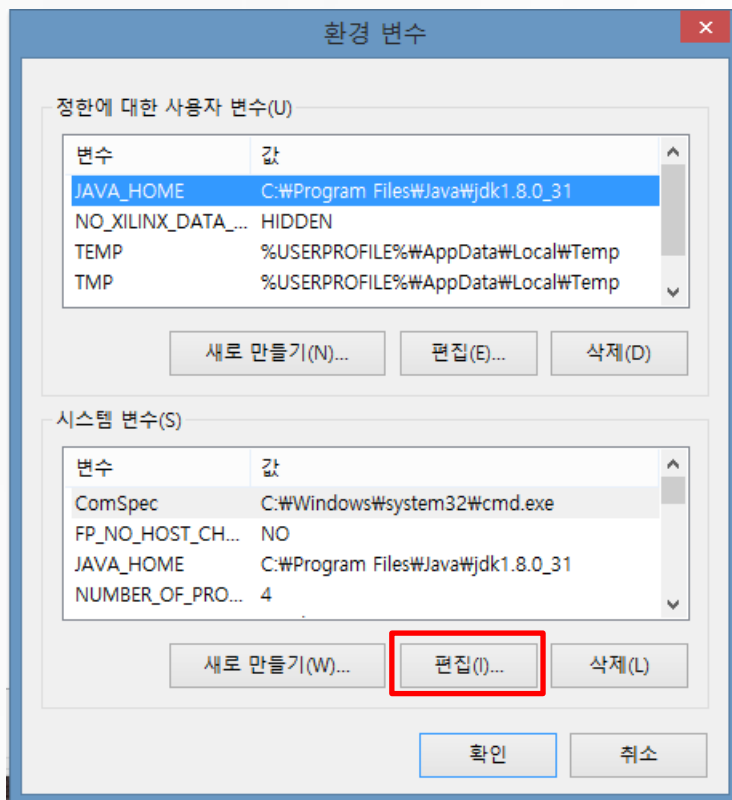 환경 변수
정한에 대한 사용자 변수(U)
변수 값
JAVA_HOME C:₩Program Files₩Java₩jdk1.8.0_31
NO_XILINX_DATA_... HIDDEN
TEMP %USERPROFILE%₩AppData₩Local₩Temp
TMP %USERPROFILE%₩AppData₩Local₩Temp
새로 만들기(N)... 편집(E)... 삭제(D)
시스템 변수(S)
변수 값
ComSpec C:₩Windows₩system32₩cmd.exe
FP_NO_HOST_CH... NO
JAVA_HOME C:₩Program Files₩Java₩jdk1.8.0_31
NUMBER_OF_PRO... 4
새로 만들기(W)... 편집(I)... 삭제(L)
확인 취소